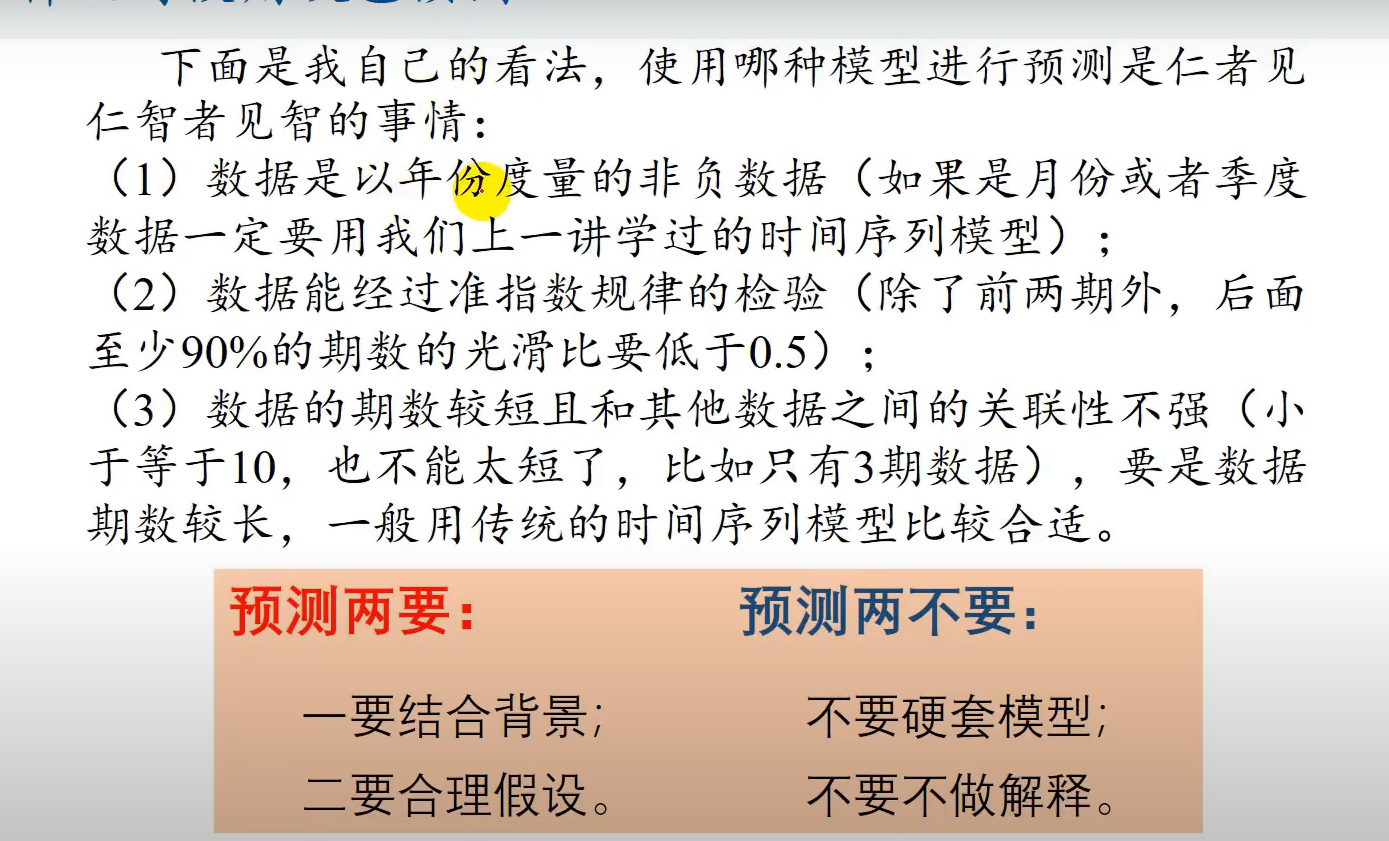 下面是我自己的看法，使用哪种模型进行预测是仁者见
仁智者见智的事情：
（1）数据是以年份度量的非负数据（如果是月份或者季度
数据一定要用我们上一讲学过的时间序列模型）；
（2）数据能经过准指数规律的检验（除了前两期外，后面
至少90%的期数的光滑比要低于0.5）；
（3）数据的期数较短且和其他数据之间的关联性不强（小
于等于10，也不能太短了，比如只有3期数据），要是数据
期数较长，一般用传统的时间序列模型比较合适。
预测两要：
一要结合背景；
二要合理假设。
预测两不要：
不要硬套模型；
不要不做解释。